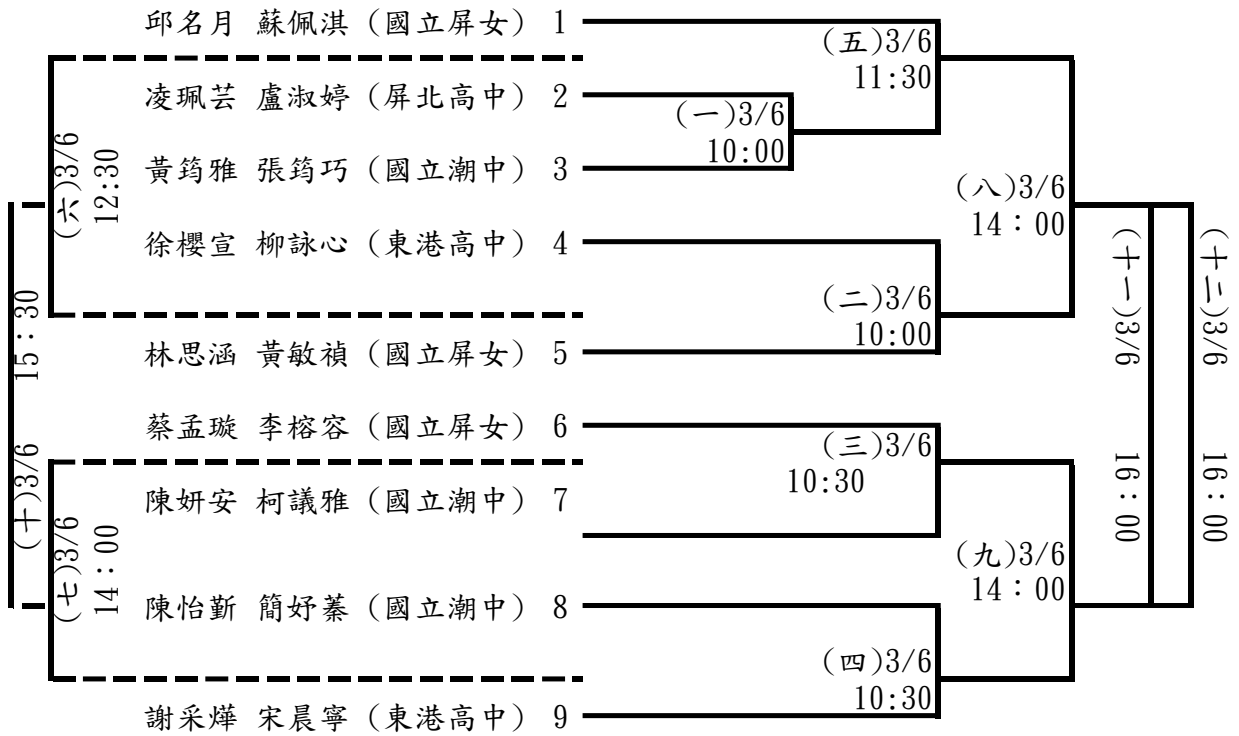 邱名月 蘇佩淇 (國立屏女) 1
(五)3/6
11:30
凌珮芸 盧淑婷 (屏北高中) 2
(一)3/6
10:00
黃筠雅 張筠巧 (國立潮中) 3
(六)3/6
12:30
(八)3/6
14：00
徐櫻宣 柳詠心 (東港高中) 4
(二)3/6
10:00
林思涵 黃敏禎 (國立屏女) 5
(十)3/6
15：30
(十一)3/6
16：00
(十二)3/6
16：00
蔡孟璇 李榕容 (國立屏女) 6
(三)3/6
10:30
陳妍安 柯議雅 (國立潮中) 7
(七)3/6
14：00
(九)3/6
14：00
陳怡勤 簡妤蓁 (國立潮中) 8
(四)3/6
10:30
謝采燁 宋晨寧 (東港高中) 9